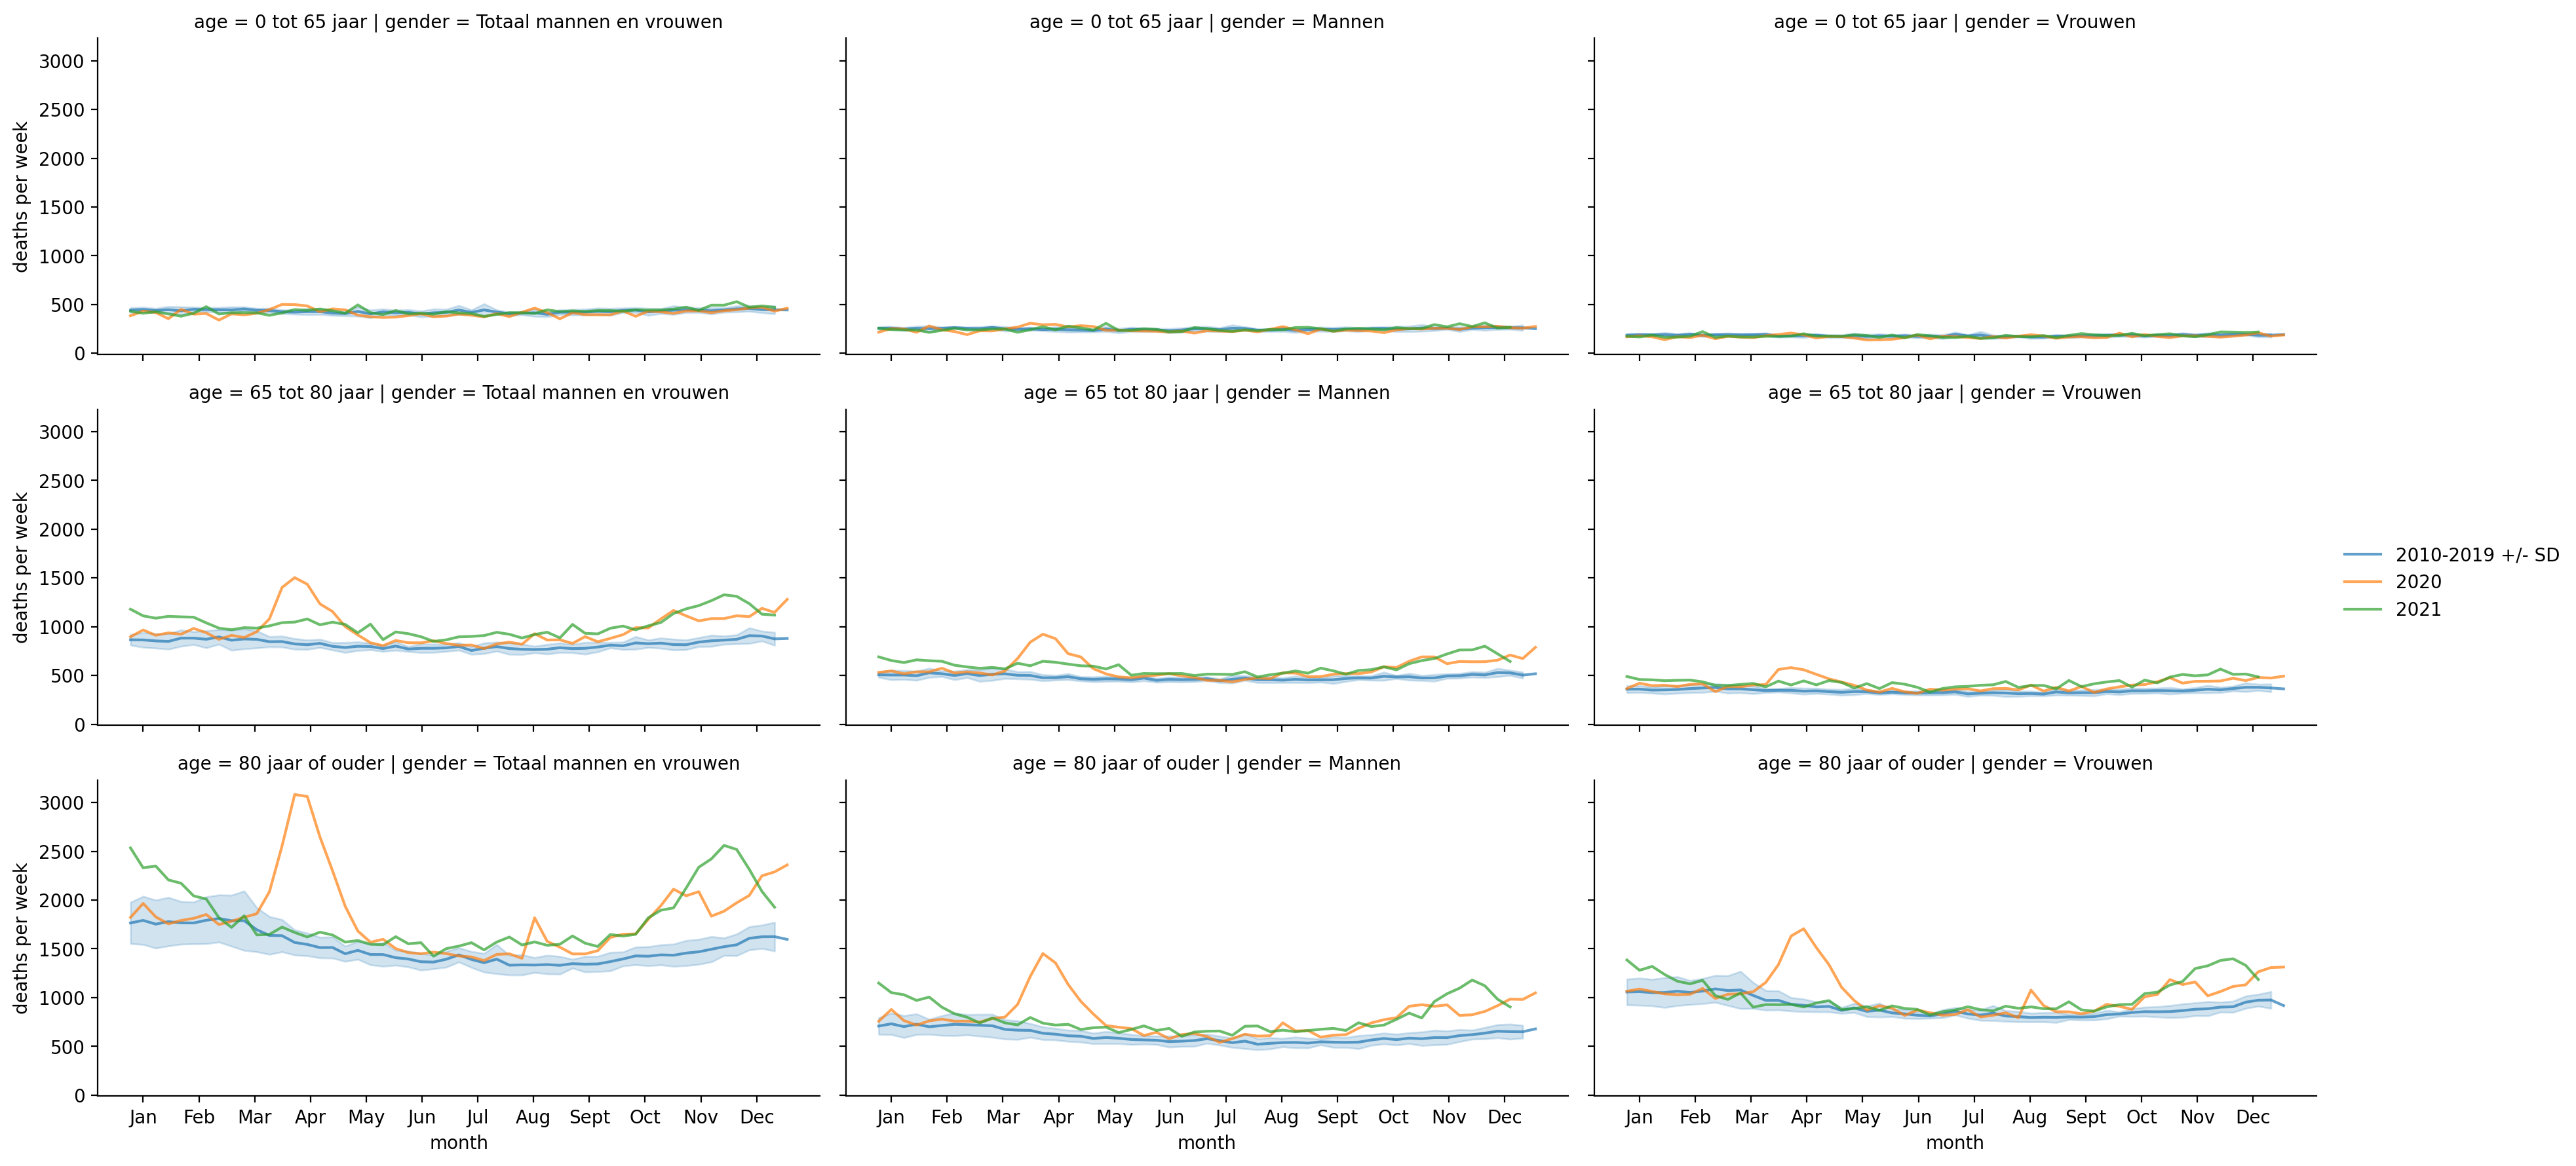 age = 0 tot 65 jaar | gender = Totaal mannen en vrouwen
age = 0 tot 65 jaar | gender = Mannen
age = 0 tot 65 jaar | gender = Vrouwen
3000
2500
2000
1500
1000
500
0
deaths per week
age = 65 tot 80 jaar | gender = Totaal mannen en vrouwen
age = 65 tot 80 jaar | gender = Mannen
age = 65 tot 80 jaar | gender = Vrouwen
3000
2500
2000
1500
1000
500
0
deaths per week
2010-2019 +/- SD
2020
2021
age = 80 jaar of ouder | gender = Totaal mannen en vrouwen
age = 80 jaar of ouder | gender = Mannen
age = 80 jaar of ouder | gender = Vrouwen
3000
2500
2000
1500
1000
500
0
deaths per week
Jan Feb Mar Apr May Jun Jul Aug Sept Oct Nov Dec
month
Jan Feb Mar Apr May Jun Jul Aug Sept Oct Nov Dec
month
Jan Feb Mar Apr May Jun Jul Aug Sept Oct Nov Dec
month